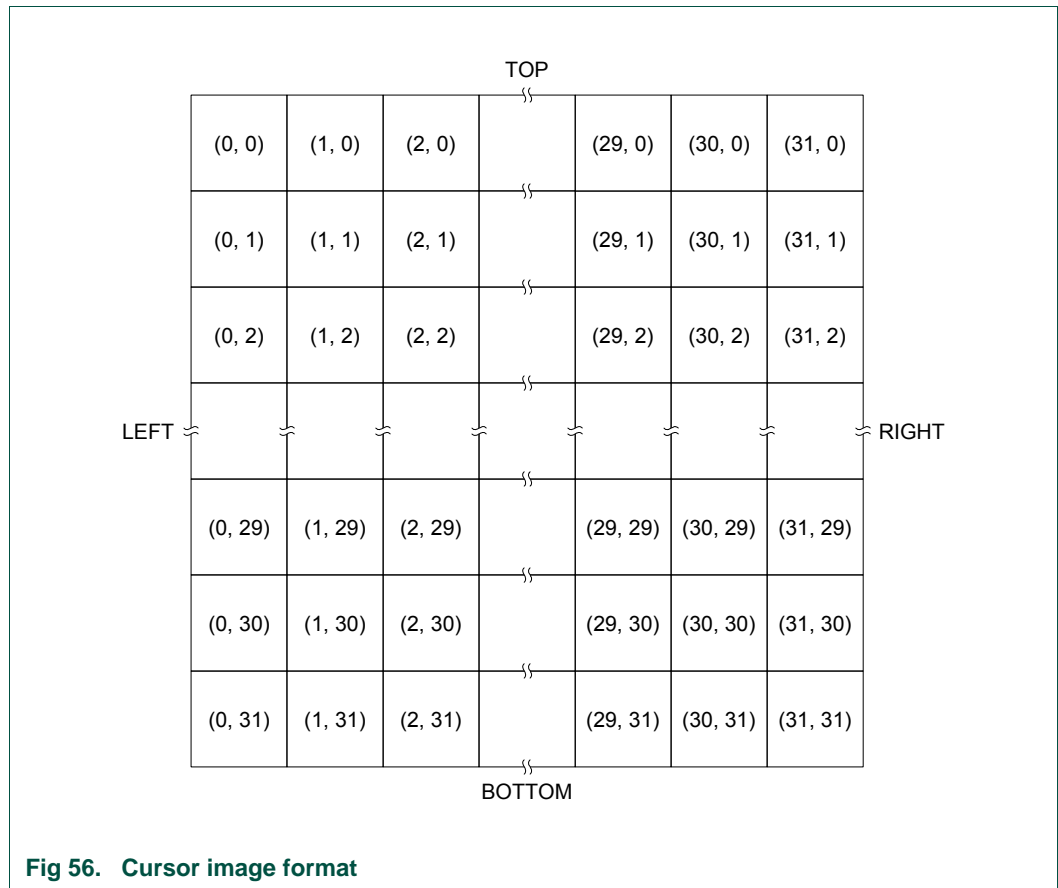 TOP
(0, 0) (1, 0) (2, 0) (29, 0) (30, 0) (31, 0)
(0, 1) (1, 1) (2, 1) (29, 1) (30, 1) (31, 1)
(0, 2) (1, 2) (2, 2) (29, 2) (30, 2) (31, 2)
LEFT RIGHT
(0, 29) (1, 29) (2, 29) (29, 29) (30, 29) (31, 29)
(0, 30) (1, 30) (2, 30) (29, 30) (30, 30) (31, 30)
(0, 31) (1, 31) (2, 31) (29, 31) (30, 31) (31, 31)
BOTTOM
Fig 56. Cursor image format